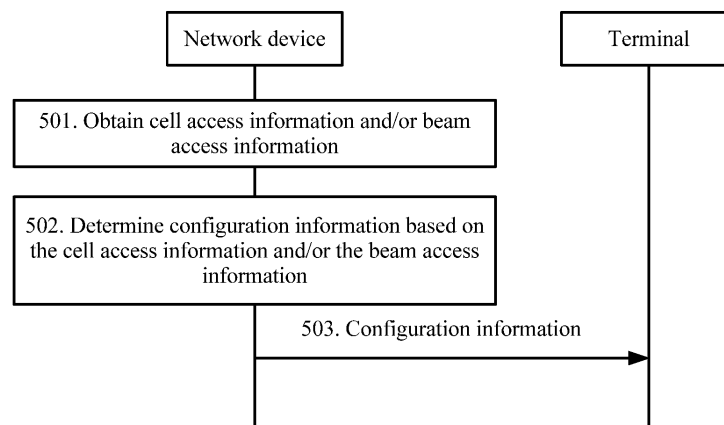 Network device
Terminal
501. Obtain cell access information and/or beam
access information
502. Determine configuration information based on
the cell access information and/or the beam access
information
503. Configuration information